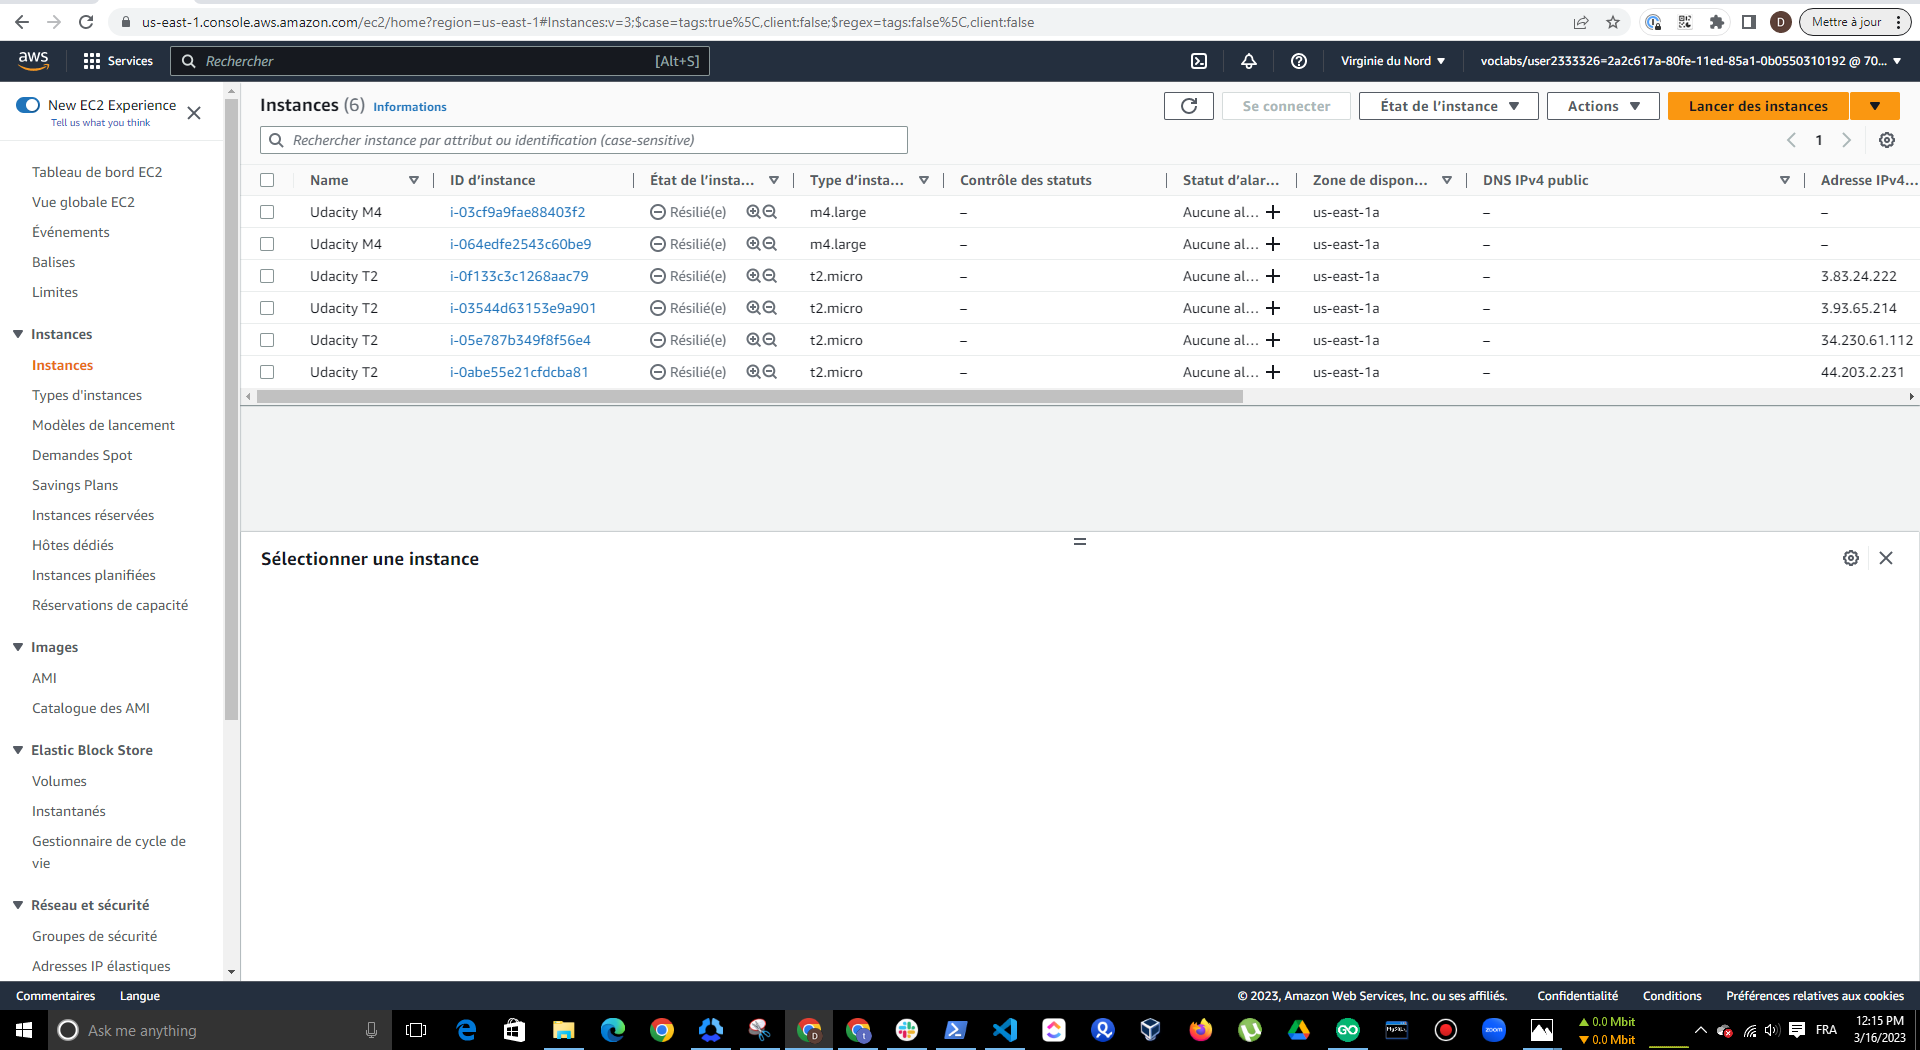 us-east-1.console.aws.amazon.com/ec2/home?region=us-east-1#Instances:v=3;$case=tags:true%5C,client:false;$regex=tags:false%5C,client:false
D
Mettre à jour
aws
Services
Rechercher
[Alt+S]
Virginie du Nord
voclabs/user2333326=2a2c617a-80fe-11ed-85a1-0b0550310192 @ 70...
New EC2 Experience
Tell us what you think
Tableau de bord EC2
Vue globale EC2
Événements
Balises
Limites
Instances
Instances
Types d'instances
Modèles de lancement
Demandes Spot
Savings Plans
Instances réservées
Hôtes dédiés
Instances planifiées
Réservations de capacité
Images
AMI
Catalogue des AMI
Elastic Block Store
Volumes
Instantanés
Gestionnaire de cycle de
vie
Réseau et sécurité
Groupes de sécurité
Adresses IP élastiques
Instances (6) Informations
Se connecter
État de l’instance
Actions
Lancer des instances
Rechercher instance par attribut ou identification (case-sensitive)
1
Name ID d’instance État de l’insta... Type d’insta... Contrôle des statuts Statut d’alar... Zone de dispon... DNS IPv4 public Adresse IPv4...
Udacity M4 i-03cf9a9fae88403f2 Résilié(e) m4.large – Aucune al... us-east-1a – –
Udacity M4 i-064edfe2543c60be9 Résilié(e) m4.large – Aucune al... us-east-1a – –
Udacity T2 i-0f133c3c1268aac79 Résilié(e) t2.micro – Aucune al... us-east-1a – 3.83.24.222
Udacity T2 i-03544d63153e9a901 Résilié(e) t2.micro – Aucune al... us-east-1a – 3.93.65.214
Udacity T2 i-05e787b349f8f56e4 Résilié(e) t2.micro – Aucune al... us-east-1a – 34.230.61.112
Udacity T2 i-0abe55e21cfdcba81 Résilié(e) t2.micro – Aucune al... us-east-1a – 44.203.2.231
Sélectionner une instance
Commentaires Langue
© 2023, Amazon Web Services, Inc. ou ses affiliés. Confidentialité Conditions Préférences relatives aux cookies
Ask me anything
zoom
0.0 Mbit
0.0 Mbit
FRA
12:15 PM
3/16/2023